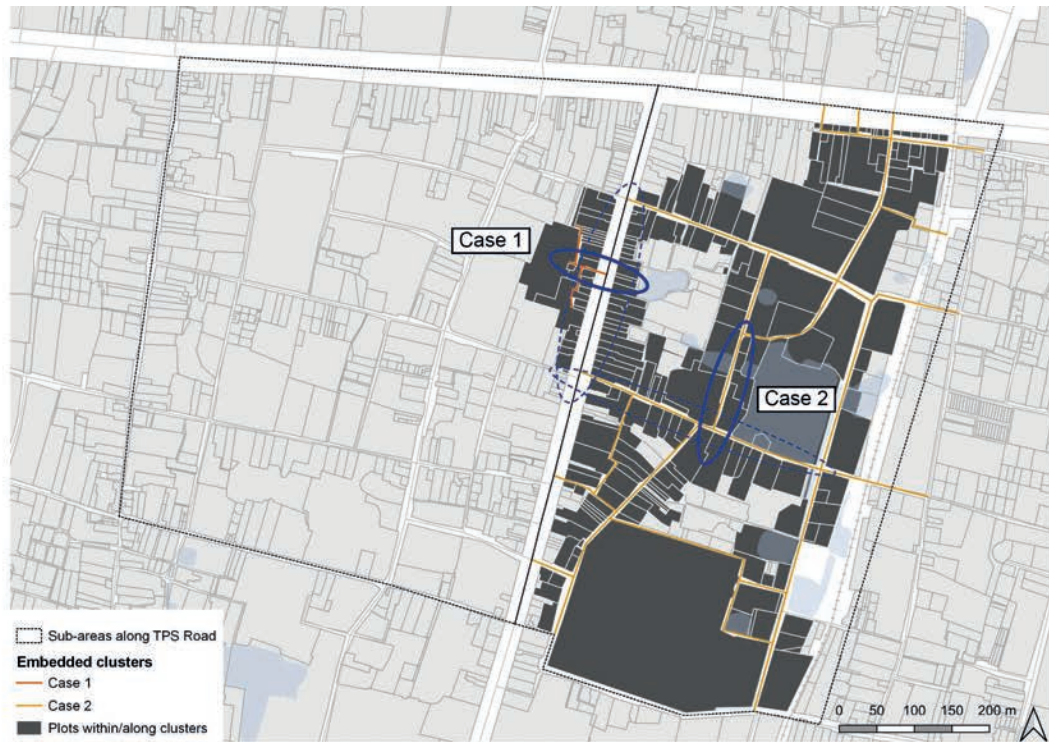 Case 1
Case 2
Sub-areas along TPS Road
Embedded clusters
Case 1
Case 2
Plots within/along clusters
0 50 100 150 200 m